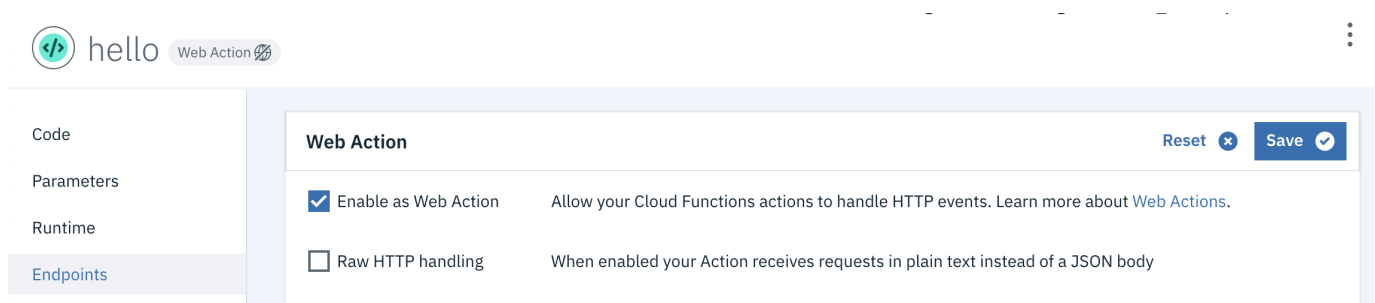 hello Web Action
Code
Parameters
Runtime
Endpoints
Web Action
Reset
Save
Enable as Web Action
Allow your Cloud Functions actions to handle HTTP events. Learn more about Web Actions.
Raw HTTP handling
When enabled your Action receives requests in plain text instead of a JSON body